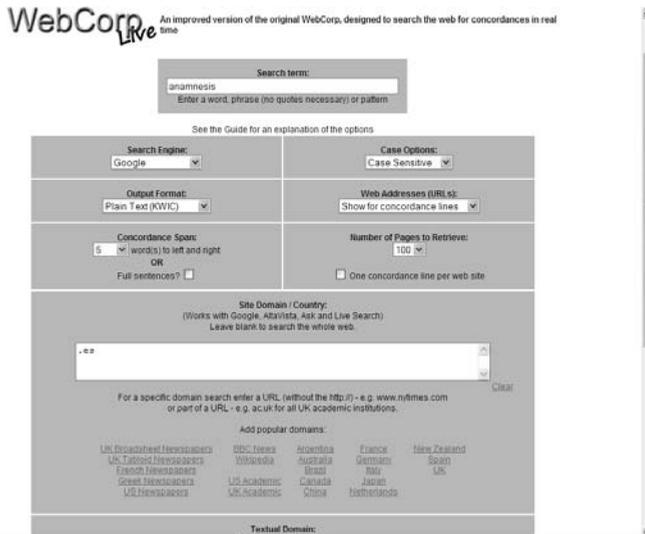 WebCorp Live
An improved version of the original WebCorp, designed to search the web for concordances in real
time
Search term:
anamnesis
Enter a word, phrase (no quotes necessary) or pattern
See the Guide for an explanation of the options
Search Engine: Case Options:
Google Case Sensitive
Output Format: Web Addresses (URLs):
Plain Text (KWIC) Show for concordance lines
Concordance Span: Number of Pages to Retrieve:
5 word(s) to left and right 100
OR
Full sentences? One concordance line per web site
Site Domain / Country:
(Works with Google, AltaVista, Ask and Live Search)
Leave blank to search the whole web.
.es
Clear
For a specific domain search enter a URL (without the http://) - e.g. www.nytimes.com
or part of a URL - e.g. ac.uk for all UK academic institutions.
Add popular domains:
UK Broadsheet Newspapers BBC News Argentina France New Zealand
UK Tabloid Newspapers Wikipedia Australia Germany Spain
French Newspapers Brazil Italy UK
Greek Newspapers US Academic Canada Japan
US Newspapers UK Academic China Netherlands
Textual Domain: